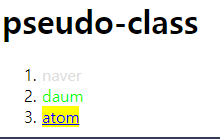 pseudo-class
1. naver
2. daum
3. atom